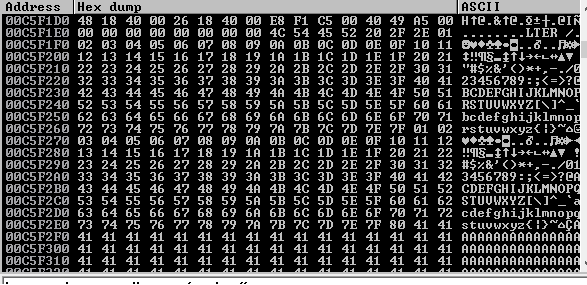 Address Hex dump ASCII
00C5F1D0 48 18 40 00 26 18 40 00 E8 F1 C5 00 40 49 A5 00 H↑@.&↑@.
00C5F1E0 00 00 00 00 00 00 00 00 4C 54 45 52 20 2F 2E 01 ........LTER /.
00C5F1F0 02 03 04 05 06 07 08 09 0A 0B 0C 0D 0E 0F 10 11
00C5F200 12 13 14 15 16 17 18 19 1A 1B 1C 1D 1E 1F 20 21
00C5F210 22 23 24 25 26 27 28 29 2A 2B 2C 2D 2E 2F 30 31 "#$%&'()*+,-./
00C5F220 32 33 34 35 36 37 38 39 3A 3B 3C 3D 3E 3F 40 41 23456789:;<=>?@
00C5F230 42 43 44 45 46 47 48 49 4A 4B 4C 4D 4E 4F 50 51 BCDEFGHIJKLMNOP
00C5F240 52 53 54 55 56 57 58 59 5A 5B 5C 5D 5E 5F 60 61 RSTUVWXYZ[\]^_`
00C5F250 62 63 64 65 66 67 68 69 6A 6B 6C 6D 6E 6F 70 71 bcdefghijklmnop
00C5F260 72 73 74 75 76 77 78 79 7A 7B 7C 7D 7E 7F 01 02 rstuvwxyz{|}~⌂☺
00C5F270 03 04 05 06 07 08 09 0A 0B 0C 0D 0E 0F 10 11 12
00C5F280 13 14 15 16 17 18 19 1A 1B 1C 1D 1E 1F 20 21 22
00C5F290 23 24 25 26 27 28 29 2A 2B 2C 2D 2E 2F 30 31 32 #$%&'()*+,-./01
00C5F2A0 33 34 35 36 37 38 39 3A 3B 3C 3D 3E 3F 40 41 42 3456789:;<=>?@A
00C5F2B0 43 44 45 46 47 48 49 4A 4B 4C 4D 4E 4F 50 51 52 CDEFGHIJKLMNOPQ
00C5F2C0 53 54 55 56 57 58 59 5A 5B 5C 5D 5E 5F 60 61 62 STUVWXYZ[\]^_`a
00C5F2D0 63 64 65 66 67 68 69 6A 6B 6C 6D 6E 6F 70 71 72 cdefghijklmnopq
00C5F2E0 73 74 75 76 77 78 79 7A 7B 7C 7D 7E 7F 80 41 41 stuvwxyz{|}~⌂ÇA
00C5F2F0 41 41 41 41 41 41 41 41 41 41 41 41 41 41 41 41 AAAAAAAAAAAAAAA
00C5F300 41 41 41 41 41 41 41 41 41 41 41 41 41 41 41 41 AAAAAAAAAAAAAAA
00C5F310 41 41 41 41 41 41 41 41 41 41 41 41 41 41 41 41 AAAAAAAAAAAAAAA